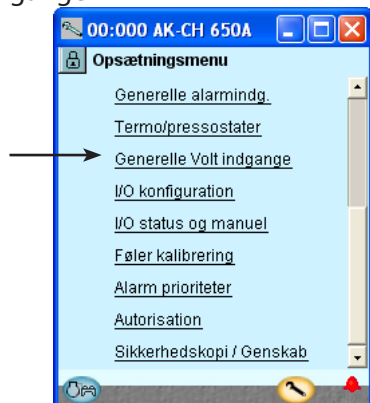 00:000 AK-CH 650A
Opsætningsmenu
Generelle alarmindg.
Termo/pressostater
Generelle Volt indgange
I/O konfiguration
I/O status og manuel
Føler kalibrering
Alarm prioriteter
Autorisation
Sikkerhedskopi / Genskab